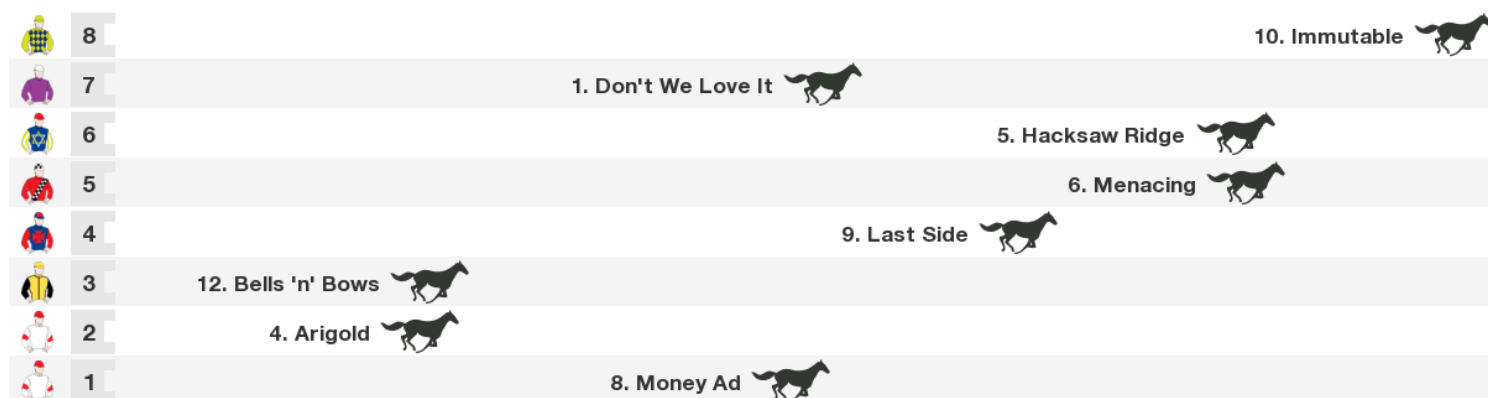 8 10. Immutable
7 1. Don't We Love It
6 5. Hacksaw Ridge
5 6. Menacing
4 9. Last Side
3 12. Bells 'n' Bows
2 4. Arigold
1 8. Money Ad